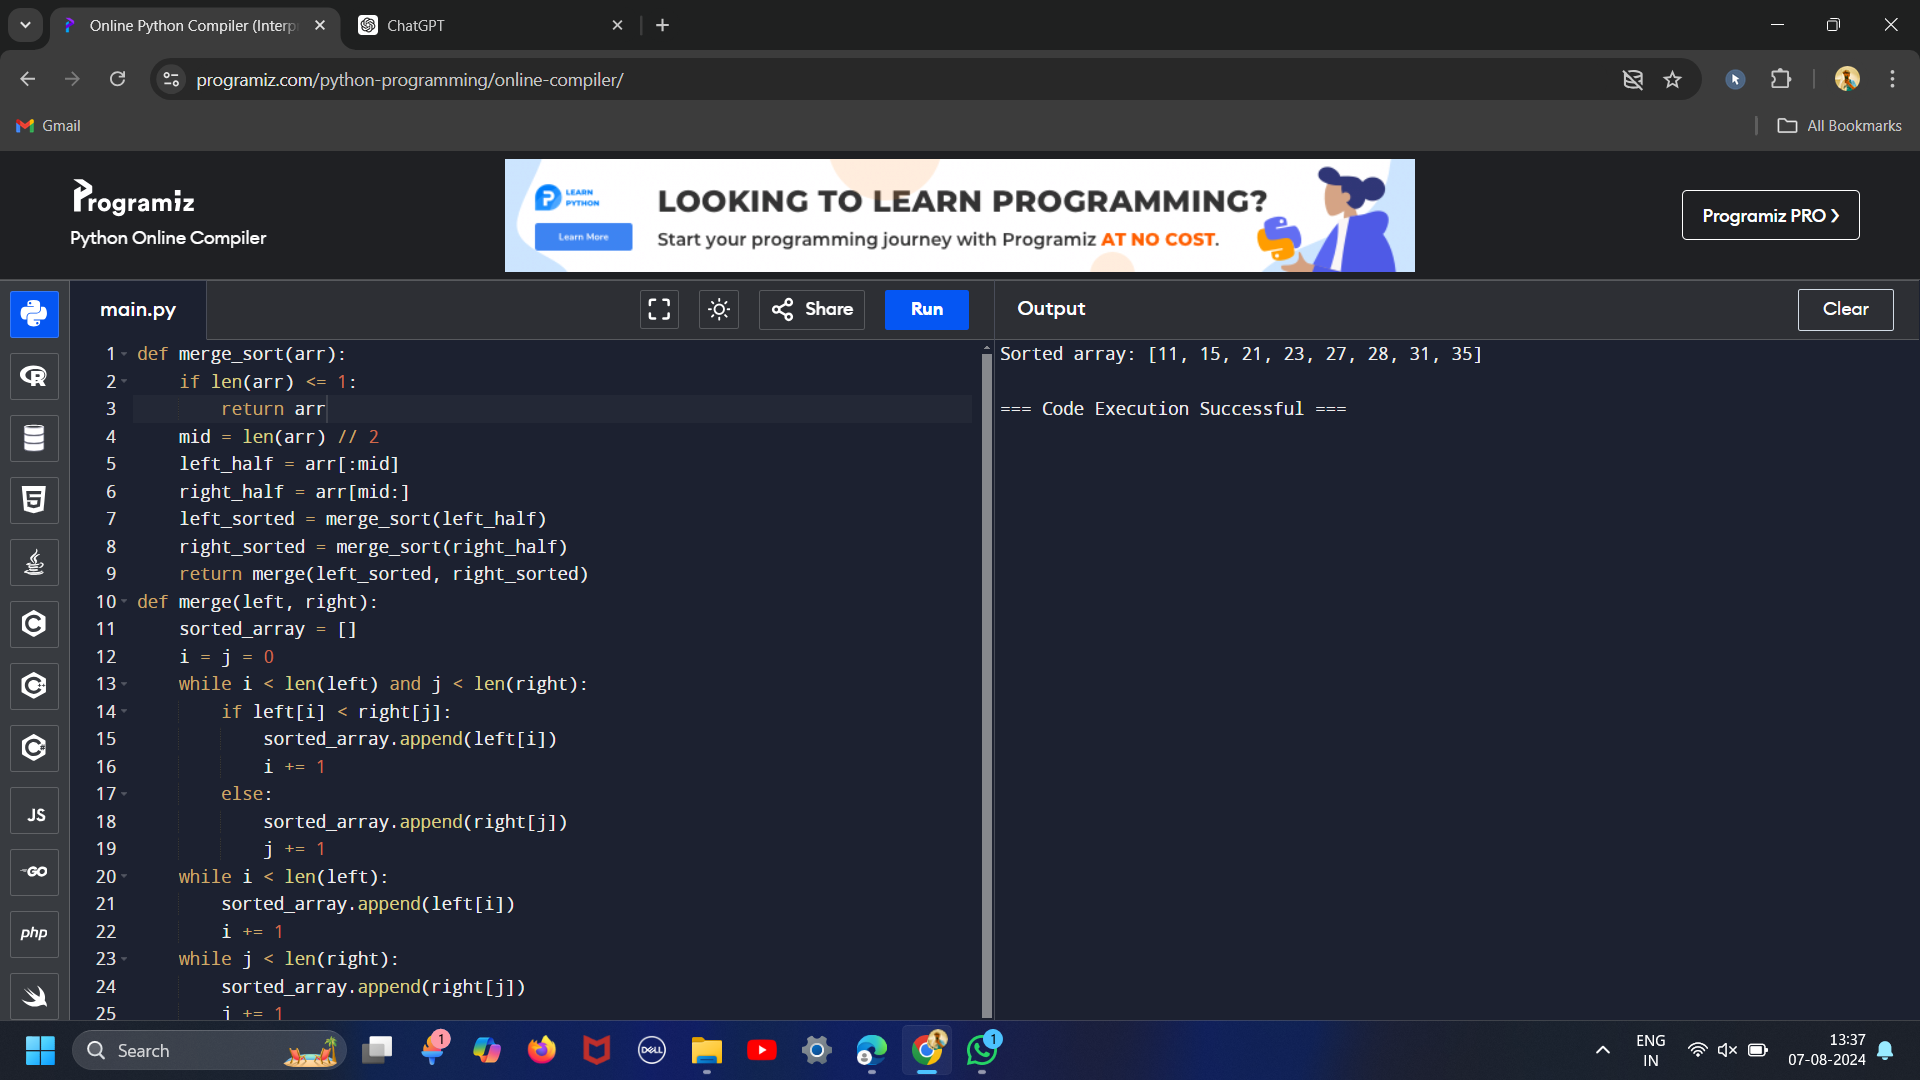 Online Python Compiler (Interp
ChatGPT
programiz.com/python-programming/online-compiler/
Gmail
All Bookmarks
Programiz
Python Online Compiler
LEARN
PYTHON
Learn More
LOOKING TO LEARN PROGRAMMING?
Start your programming journey with Programiz AT NO COST.
Programiz PRO ❯
main.py
Share
Run
Output
Clear
1 def merge_sort(arr):
2     if len(arr) <= 1:
3         return arr
4     mid = len(arr) // 2
5     left_half = arr[:mid]
6     right_half = arr[mid:]
7     left_sorted = merge_sort(left_half)
8     right_sorted = merge_sort(right_half)
9     return merge(left_sorted, right_sorted)
10 def merge(left, right):
11     sorted_array = []
12     i = j = 0
13     while i < len(left) and j < len(right):
14         if left[i] < right[j]:
15             sorted_array.append(left[i])
16             i += 1
17         else:
18             sorted_array.append(right[j])
19             j += 1
20     while i < len(left):
21         sorted_array.append(left[i])
22         i += 1
23     while j < len(right):
24         sorted_array.append(right[j])
25         j += 1
Sorted array: [11, 15, 21, 23, 27, 28, 31, 35]
=== Code Execution Successful ===
R
5
C
C
C
JS
GO
php
Search
1
DELL
1
ENG
IN
13:37
07-08-2024